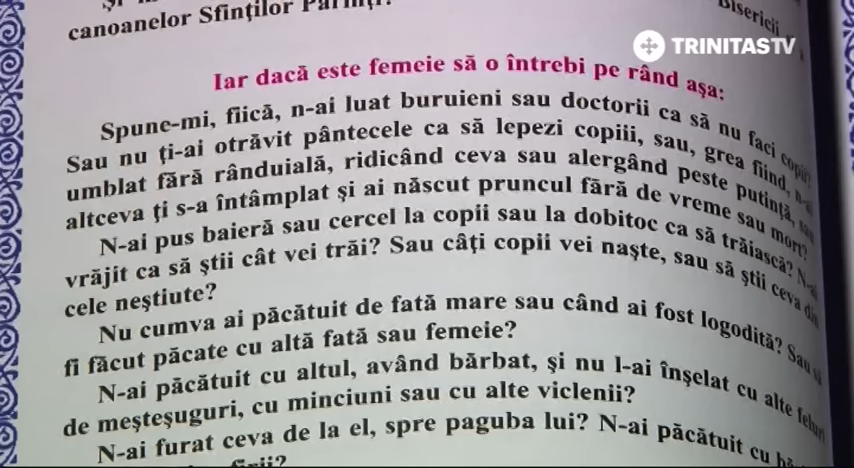 canoanelor Sfinţilor Părinţi.
Bisericii
TRINITASTV
Iar dacă este femeie să o întrebi pe rând aşa:
Spune-mi, fiică, n-ai luat buruieni sau doctorii ca să nu faci copii?
Sau nu ţi-ai otrăvit pântecele ca să lepezi copiii, sau, grea fiind, n-ai
umblat fără rânduială, ridicând ceva sau alergând peste putinţă, sau
altceva ţi s-a întâmplat şi ai născut pruncul fără de vreme sau mort?
N-ai pus baieră sau cercel la copii sau la dobitoc ca să trăiască? N-ai
vrăjit ca să ştii cât vei trăi? Sau câţi copii vei naşte, sau să ştii ceva din
cele neştiute?
Nu cumva ai păcătuit de fată mare sau când ai fost logodită? Sau să
fi făcut păcate cu altă fată sau femeie?
N-ai păcătuit cu altul, având bărbat, şi nu l-ai înşelat cu alte feluri
de meşteşuguri, cu minciuni sau cu alte viclenii?
N-ai furat ceva de la el, spre paguba lui? N-ai păcătuit cu